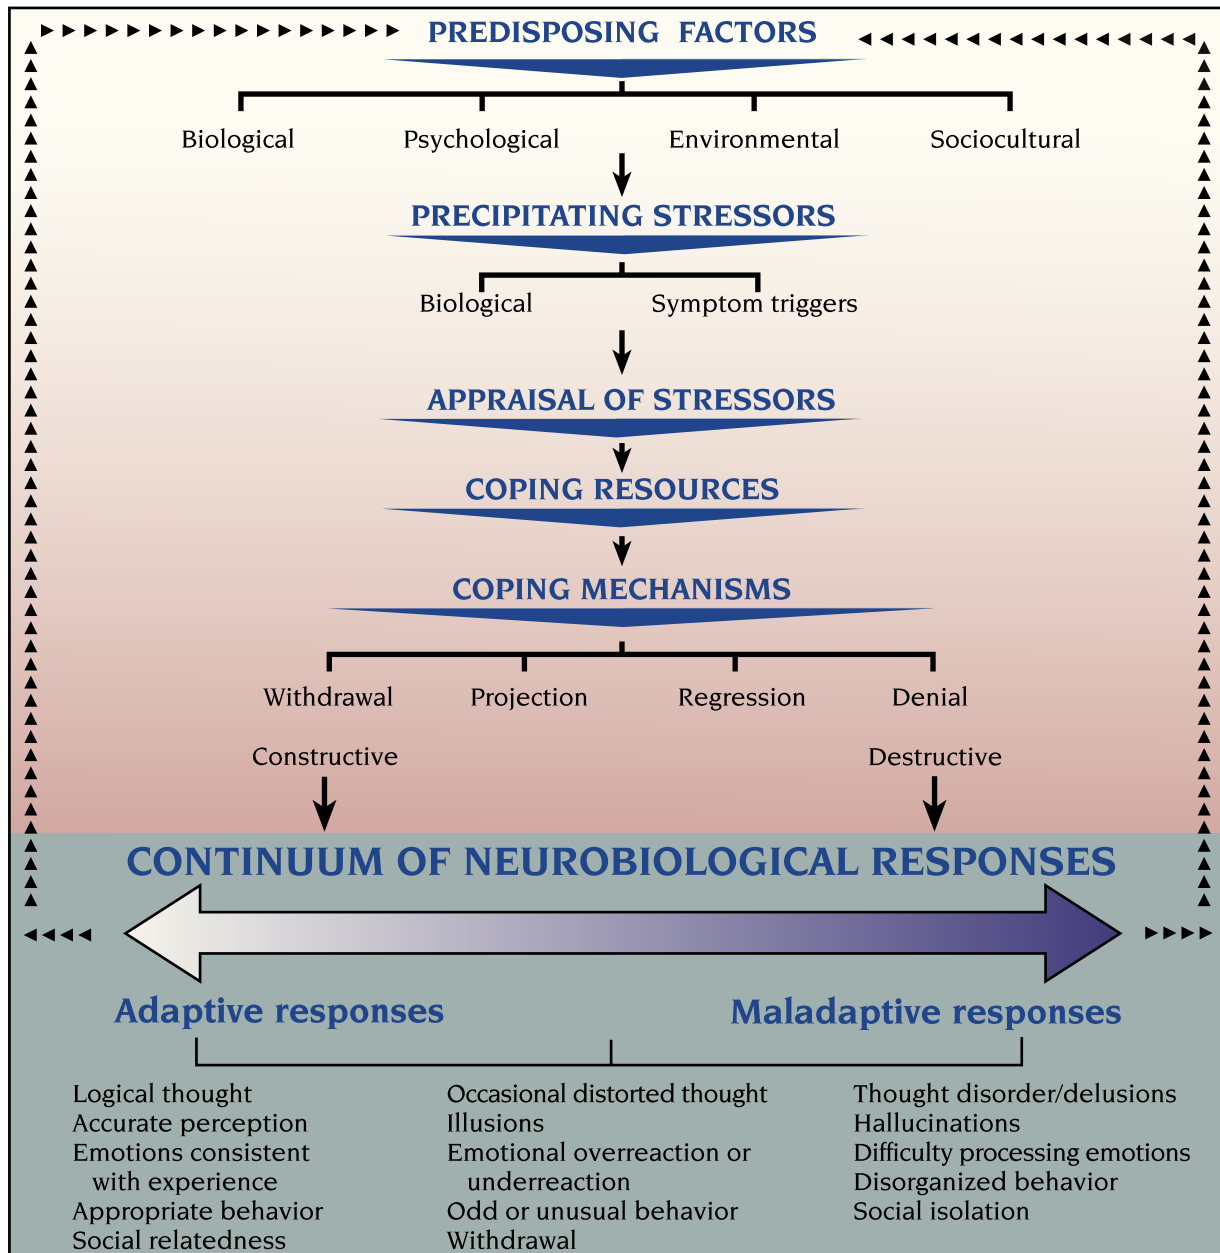 PREDISPOSING FACTORS
Biological Psychological Environmental Sociocultural
PRECIPITATING STRESSORS
Biological Symptom triggers
APPRAISAL OF STRESSORS
COPING RESOURCES
COPING MECHANISMS
Withdrawal Projection Regression Denial
Constructive Destructive
CONTINUUM OF NEUROBIOLOGICAL RESPONSES
Adaptive responses Maladaptive responses
Logical thought
Accurate perception
Emotions consistent
with experience
Appropriate behavior
Social relatedness
Occasional distorted thought
Illusions
Emotional overreaction or
underreaction
Odd or unusual behavior
Withdrawal
Thought disorder/delusions
Hallucinations
Difficulty processing emotions
Disorganized behavior
Social isolation